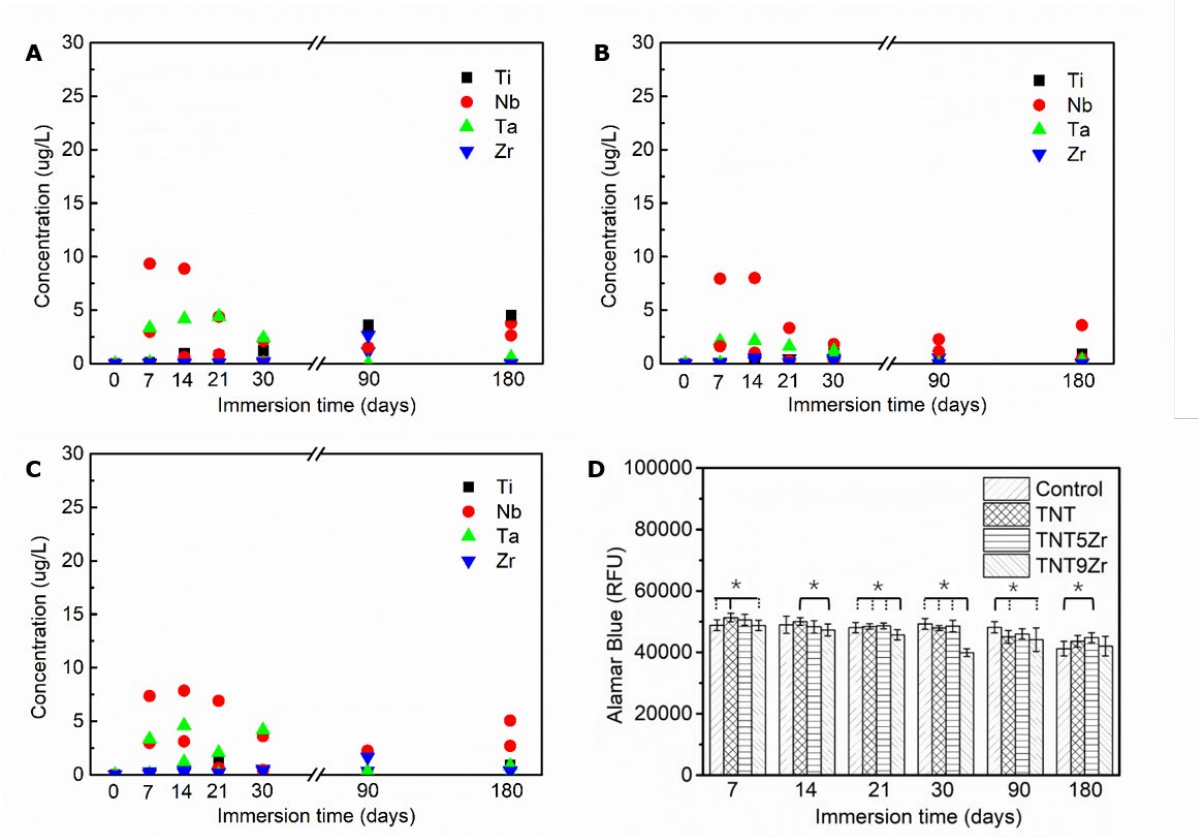 A
30
25
20
15
10
5
0
Concentration (ug/L)
Ti
Nb
Ta
Zr
0 7 14 21 30 90 180
Immersion time (days)
B
30
25
20
15
10
5
0
Concentration (ug/L)
Ti
Nb
Ta
Zr
0 7 14 21 30 90 180
Immersion time (days)
C
30
25
20
15
10
5
0
Concentration (ug/L)
Ti
Nb
Ta
Zr
0 7 14 21 30 90 180
Immersion time (days)
D
100000
80000
60000
40000
20000
0
Alamar Blue (RFU)
Control
TNT
TNT5Zr
TNT9Zr
* * * * * *
7 14 21 30 90 180
Immersion time (days)